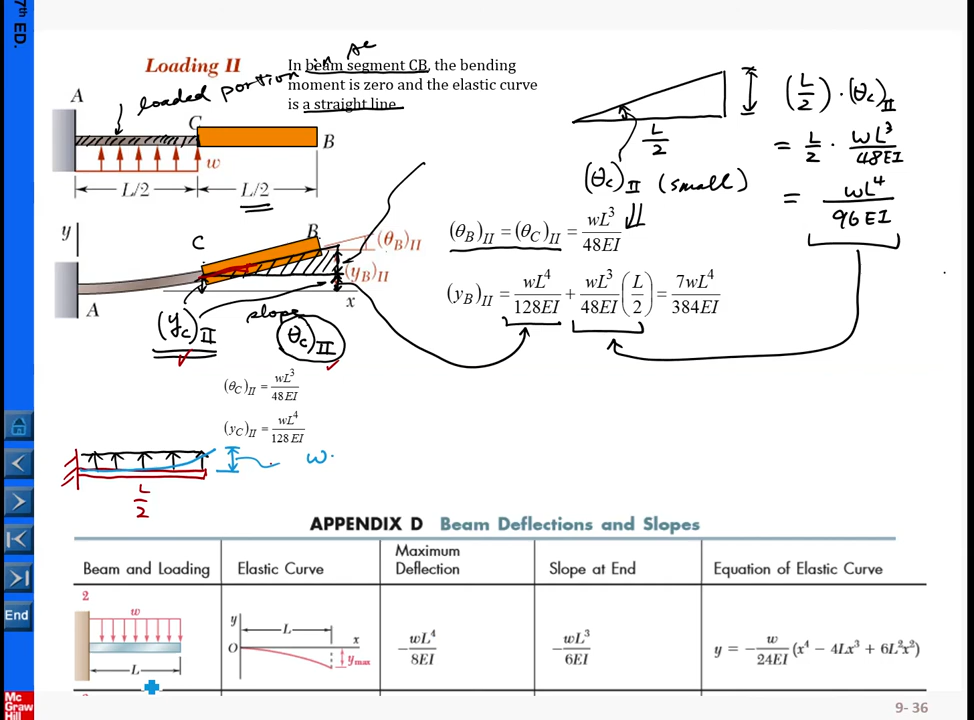 7th ED.
Loading II
loaded portion in AC
In beam segment CB, the bending
moment is zero and the elastic curve
is a straight line
A
C
B
w
L/2
L/2
L/2
(θc)II (small)
(L/2) · (θc)II
= L/2 · wL³/48EI
= wL⁴/96EI
y
C
B
(θB)II
(yB)II
A
x
(yc)II
slope
(θc)II
(θB)II = (θC)II = wL³/48EI
(yB)II = wL⁴/128EI + wL³/48EI (L/2) = 7wL⁴/384EI
(θC)II = wL³/48EI
(yC)II = wL⁴/128EI
w.
L/2
APPENDIX D Beam Deflections and Slopes
Beam and Loading
Elastic Curve
Maximum
Deflection
Slope at End
Equation of Elastic Curve
2
w
L
y
L
x
O
ymax
-wL⁴/8EI
-wL³/6EI
y = -w/24EI (x⁴ − 4Lx³ + 6L²x²)
End
Mc
Graw
Hill
9- 36